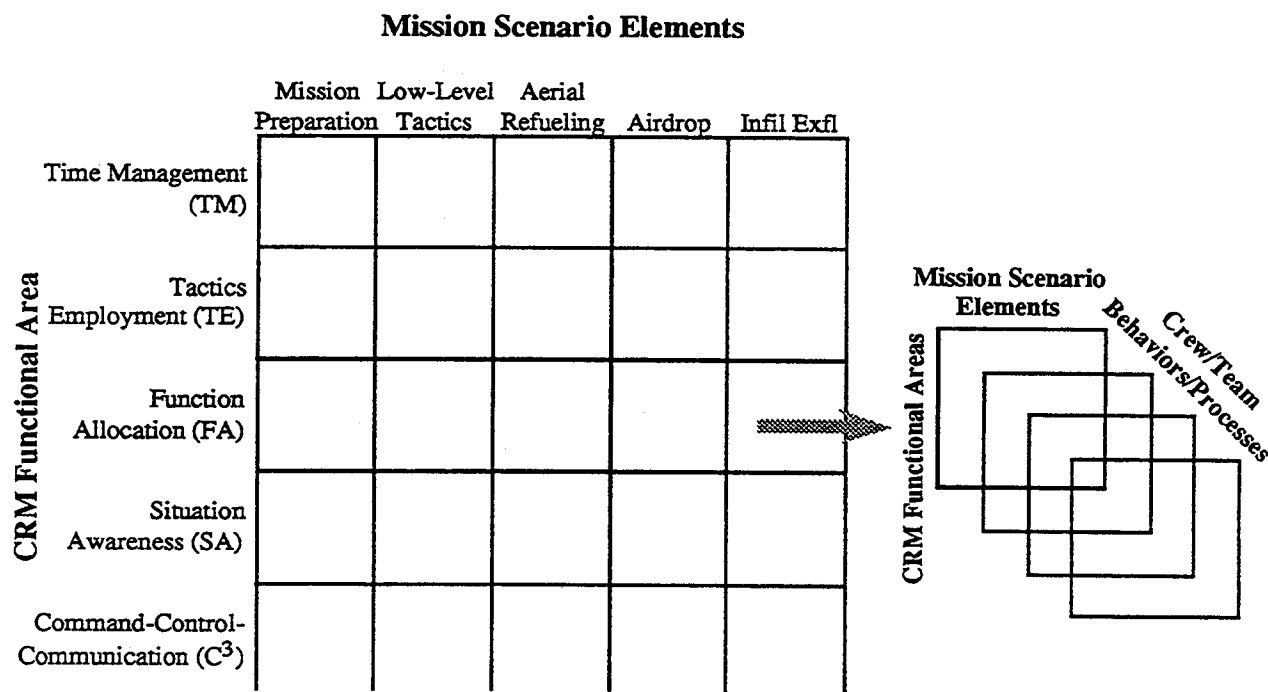 Mission Scenario Elements
Mission Low-Level Aerial
Preparation Tactics Refueling Airdrop Infil Exfl
CRM Functional Area
Time Management
(TM)
Tactics
Employment (TE)
Function
Allocation (FA)
Situation
Awareness (SA)
Command-Control-
Communication (C³)
Mission Scenario
Elements
CRM Functional Areas
Crew/Team
Behaviors/Processes